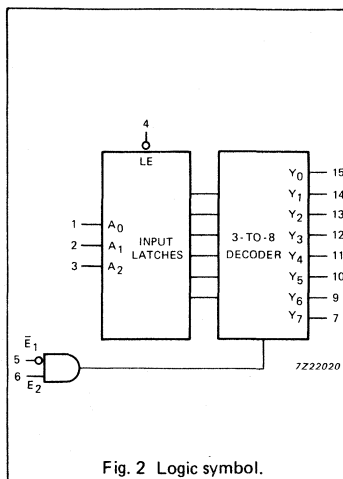 4
LE
Y0 15
Y1 14
1 A0
Y2 13
INPUT
3-TO-8
Y3 12
2 A1
LATCHES
DECODER
Y4 11
3 A2
Y5 10
Y6 9
Y7 7
E̅1
5
7Z22020
6
E2
Fig. 2 Logic symbol.